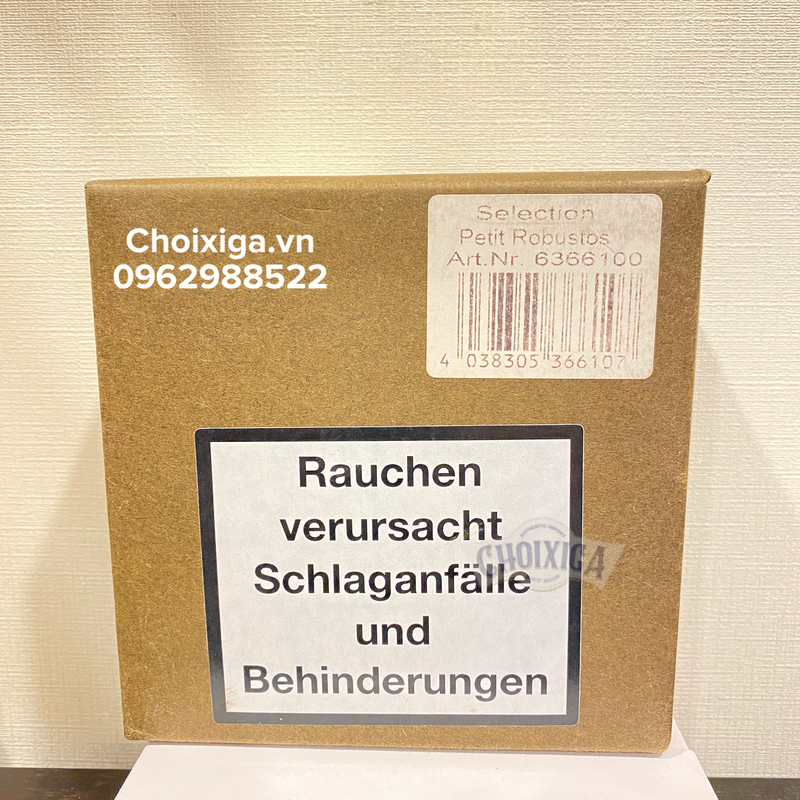 Choixiga.vn
0962988522
Selection
Petit Robustos
Art.Nr. 6366100
4 038305 366107
Rauchen
verursacht
Schlaganfälle
und
Behinderungen
CHOIXIGA